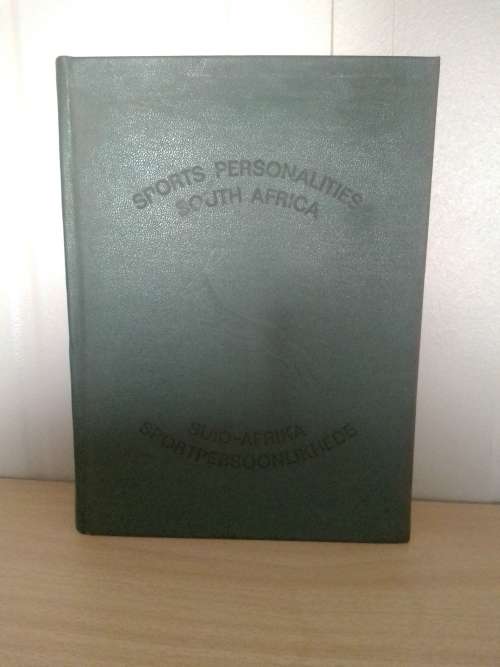 SPORTS PERSONALITIES
SOUTH AFRICA
SUID-AFRIKA
SPORTPERSOONLIKHEDE